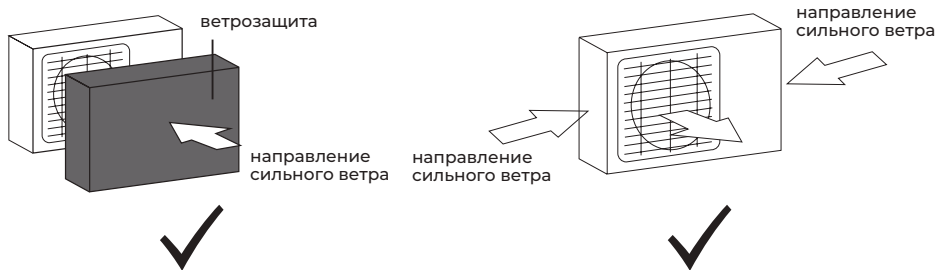 ветрозащита
направление
сильного ветра
направление
сильного ветра
направление
сильного ветра